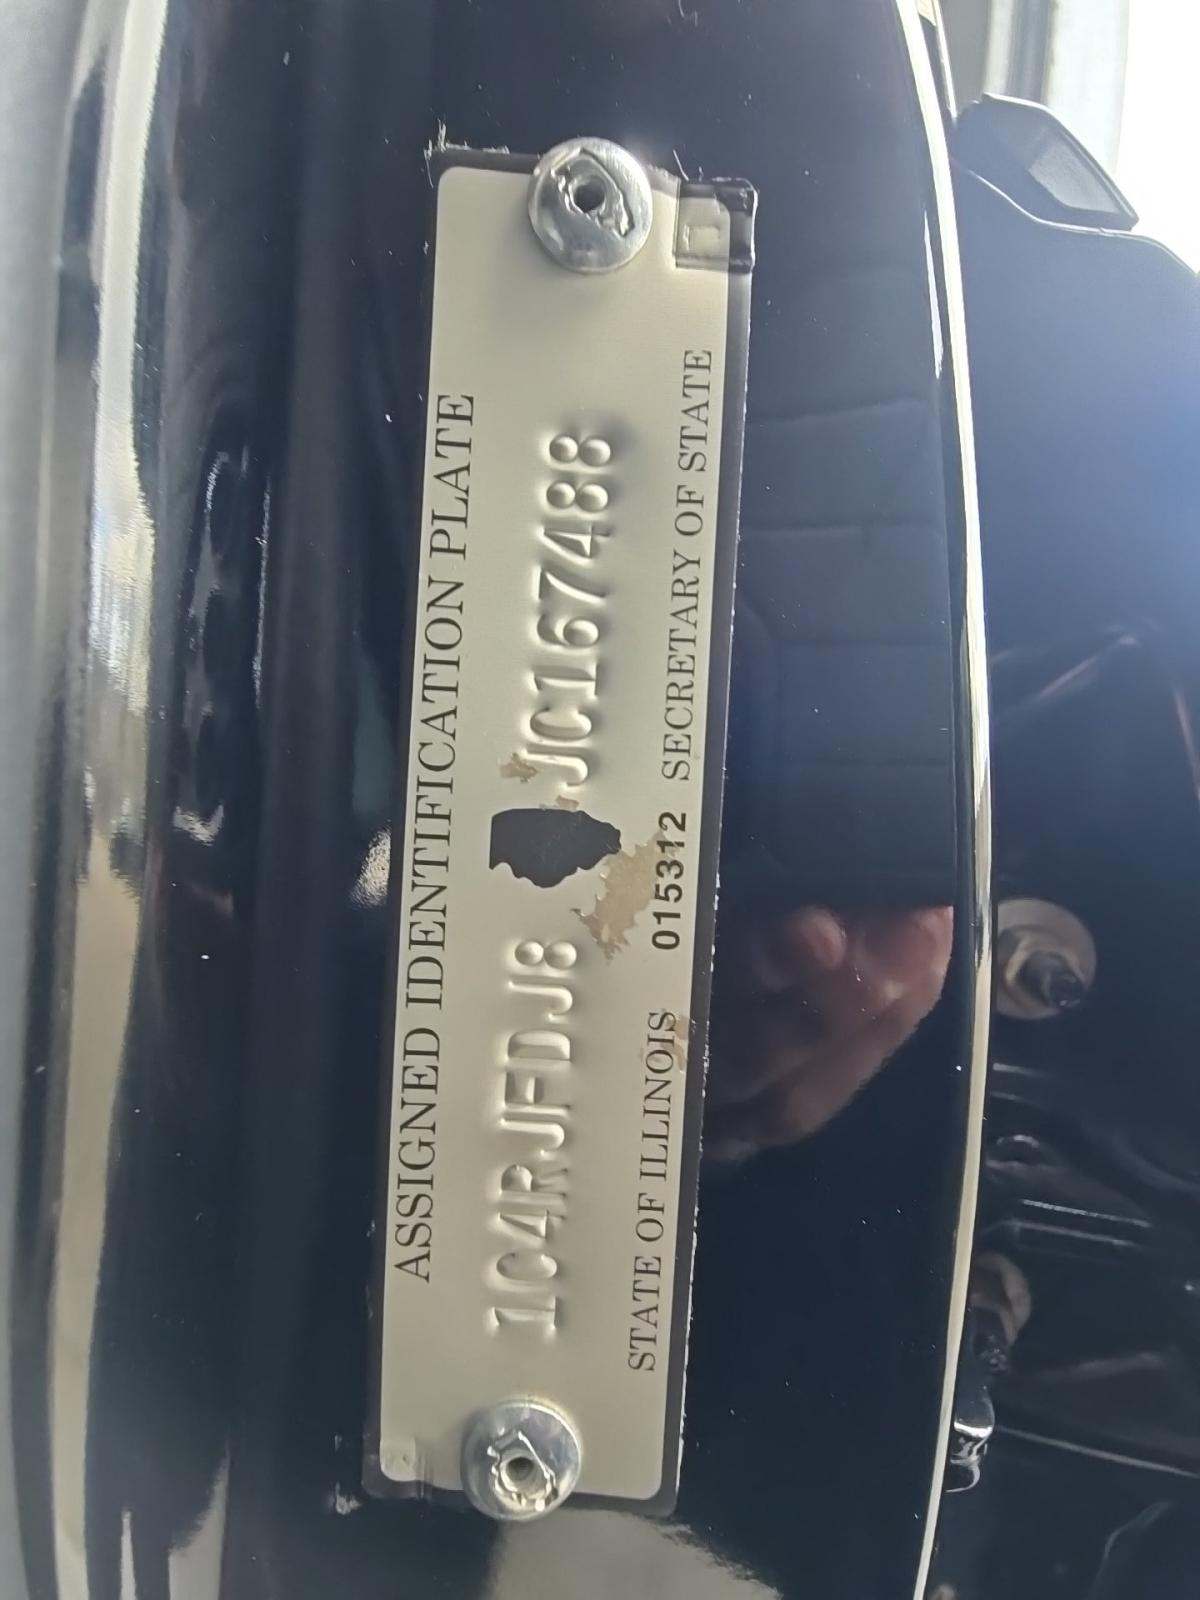 ASSIGNED IDENTIFICATION PLATE
1C4RJFDJ8 JC167488
STATE OF ILLINOIS 015312 SECRETARY OF STATE